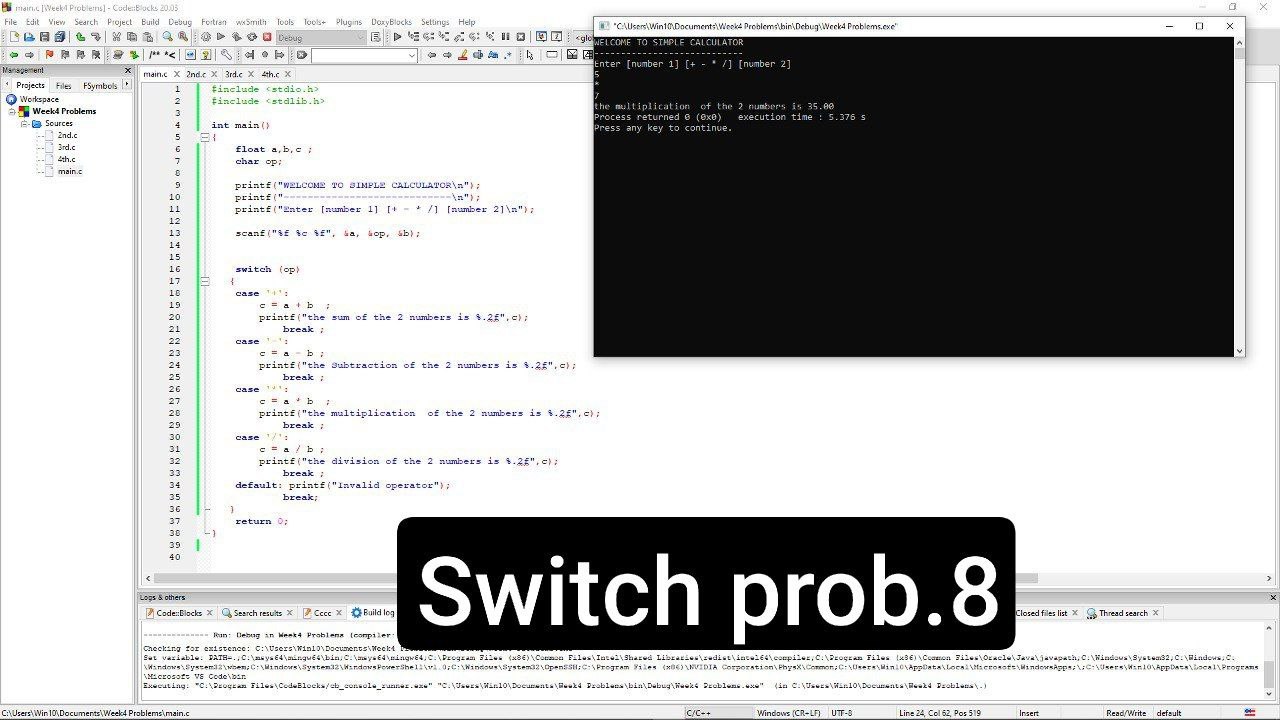 main.c [Week4 Problems] - Code::Blocks 20.03
File Edit View Search Project Build Debug Fortran wxSmith Tools Tools+ Plugins DoxyBlocks Settings Help
Debug
Management
Projects Files FSymbols
Workspace
Week4 Problems
Sources
2nd.c
3rd.c
4th.c
main.c
main.c 2nd.c 3rd.c 4th.c
1 #include <stdio.h>
2 #include <stdlib.h>
3
4 int main()
5 {
6 float a,b,c ;
7 char op;
8
9 printf("WELCOME TO SIMPLE CALCULATOR\n");
10 printf("----------------------------\n");
11 printf("Enter [number 1] [+ - * /] [number 2]\n");
12
13 scanf("%f %c %f", &a, &op, &b);
14
15
16 switch (op)
17 {
18 case '+':
19 c = a + b ;
20 printf("the sum of the 2 numbers is %.2f",c);
21 break ;
22 case '-':
23 c = a - b ;
24 printf("the Subtraction of the 2 numbers is %.2f",c);
25 break ;
26 case '*':
27 c = a * b ;
28 printf("the multiplication  of the 2 numbers is %.2f",c);
29 break ;
30 case '/':
31 c = a / b ;
32 printf("the division of the 2 numbers is %.2f",c);
33 break ;
34 default: printf("Invalid operator");
35 break;
36 }
37 return 0;
38 }
39
40
"C:\Users\Win10\Documents\Week4 Problems\bin\Debug\Week4 Problems.exe"
WELCOME TO SIMPLE CALCULATOR
----------------------------
Enter [number 1] [+ - * /] [number 2]
5
*
7
the multiplication  of the 2 numbers is 35.00
Process returned 0 (0x0)   execution time : 5.376 s
Press any key to continue.
Switch prob.8
Logs & others
Code::Blocks Search results Cccc Build log Closed files list Thread search
-------------- Run: Debug in Week4 Problems (compiler:
Checking for existence: C:\Users\Win10\Documents\Week4
Set variable: PATH=.;C:\msys64\mingw64\bin;C:\msys64\mingw64;C:\Program Files (x86)\Common Files\Intel\Shared Libraries\redist\intel64\compiler;C:\Program Files (x86)\Common Files\Oracle\Java\javapath;C:\Windows\System32;C:\Windows;C:
\Windows\System32\wbem;C:\Windows\System32\WindowsPowerShell\v1.0;C:\Windows\System32\OpenSSH;C:\Program Files (x86)\NVIDIA Corporation\PhysX\Common;C:\Users\Win10\AppData\Local\Microsoft\WindowsApps;.;C:\Users\Win10\AppData\Local\Programs
\Microsoft VS Code\bin
Executing: "C:\Program Files\CodeBlocks/cb_console_runner.exe" "C:\Users\Win10\Documents\Week4 Problems\bin\Debug\Week4 Problems.exe"  (in C:\Users\Win10\Documents\Week4 Problems\.)
C:\Users\Win10\Documents\Week4 Problems\main.c C/C++ Windows (CR+LF) UTF-8 Line 24, Col 62, Pos 519 Insert Read/Write default